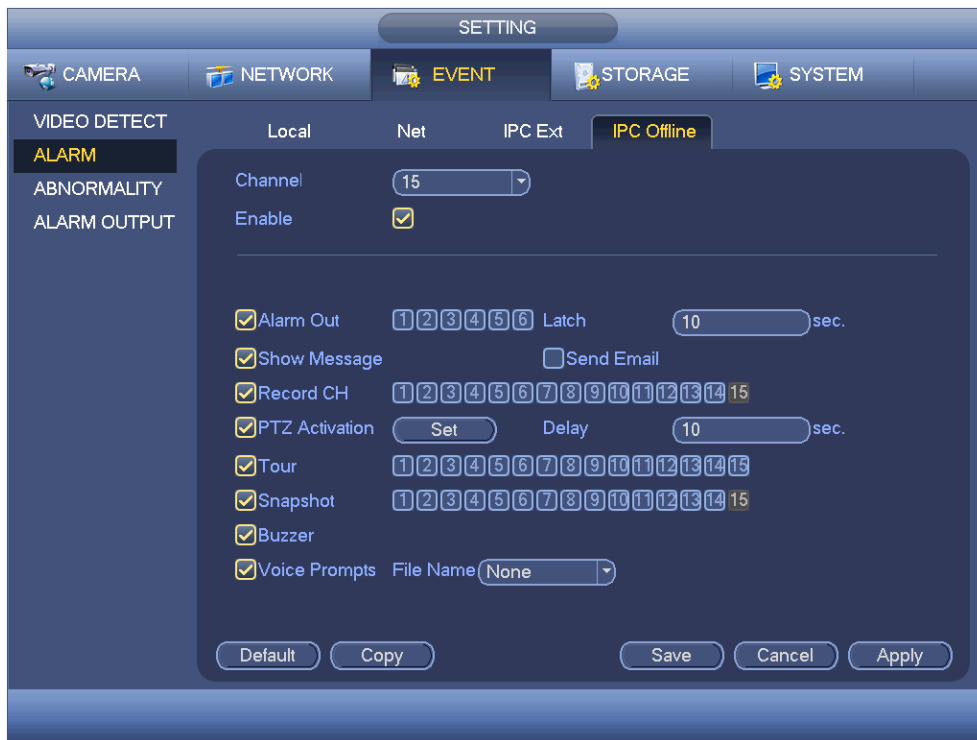 SETTING
CAMERA NETWORK EVENT STORAGE SYSTEM
VIDEO DETECT
ALARM
ABNORMALITY
ALARM OUTPUT
Local Net IPC Ext IPC Offline
Channel 15
Enable
Alarm Out 1 2 3 4 5 6 Latch 10 sec.
Show Message Send Email
Record CH 1 2 3 4 5 6 7 8 9 10 11 12 13 14 15
PTZ Activation Set Delay 10 sec.
Tour 1 2 3 4 5 6 7 8 9 10 11 12 13 14 15
Snapshot 1 2 3 4 5 6 7 8 9 10 11 12 13 14 15
Buzzer
Voice Prompts File Name None
Default Copy Save Cancel Apply